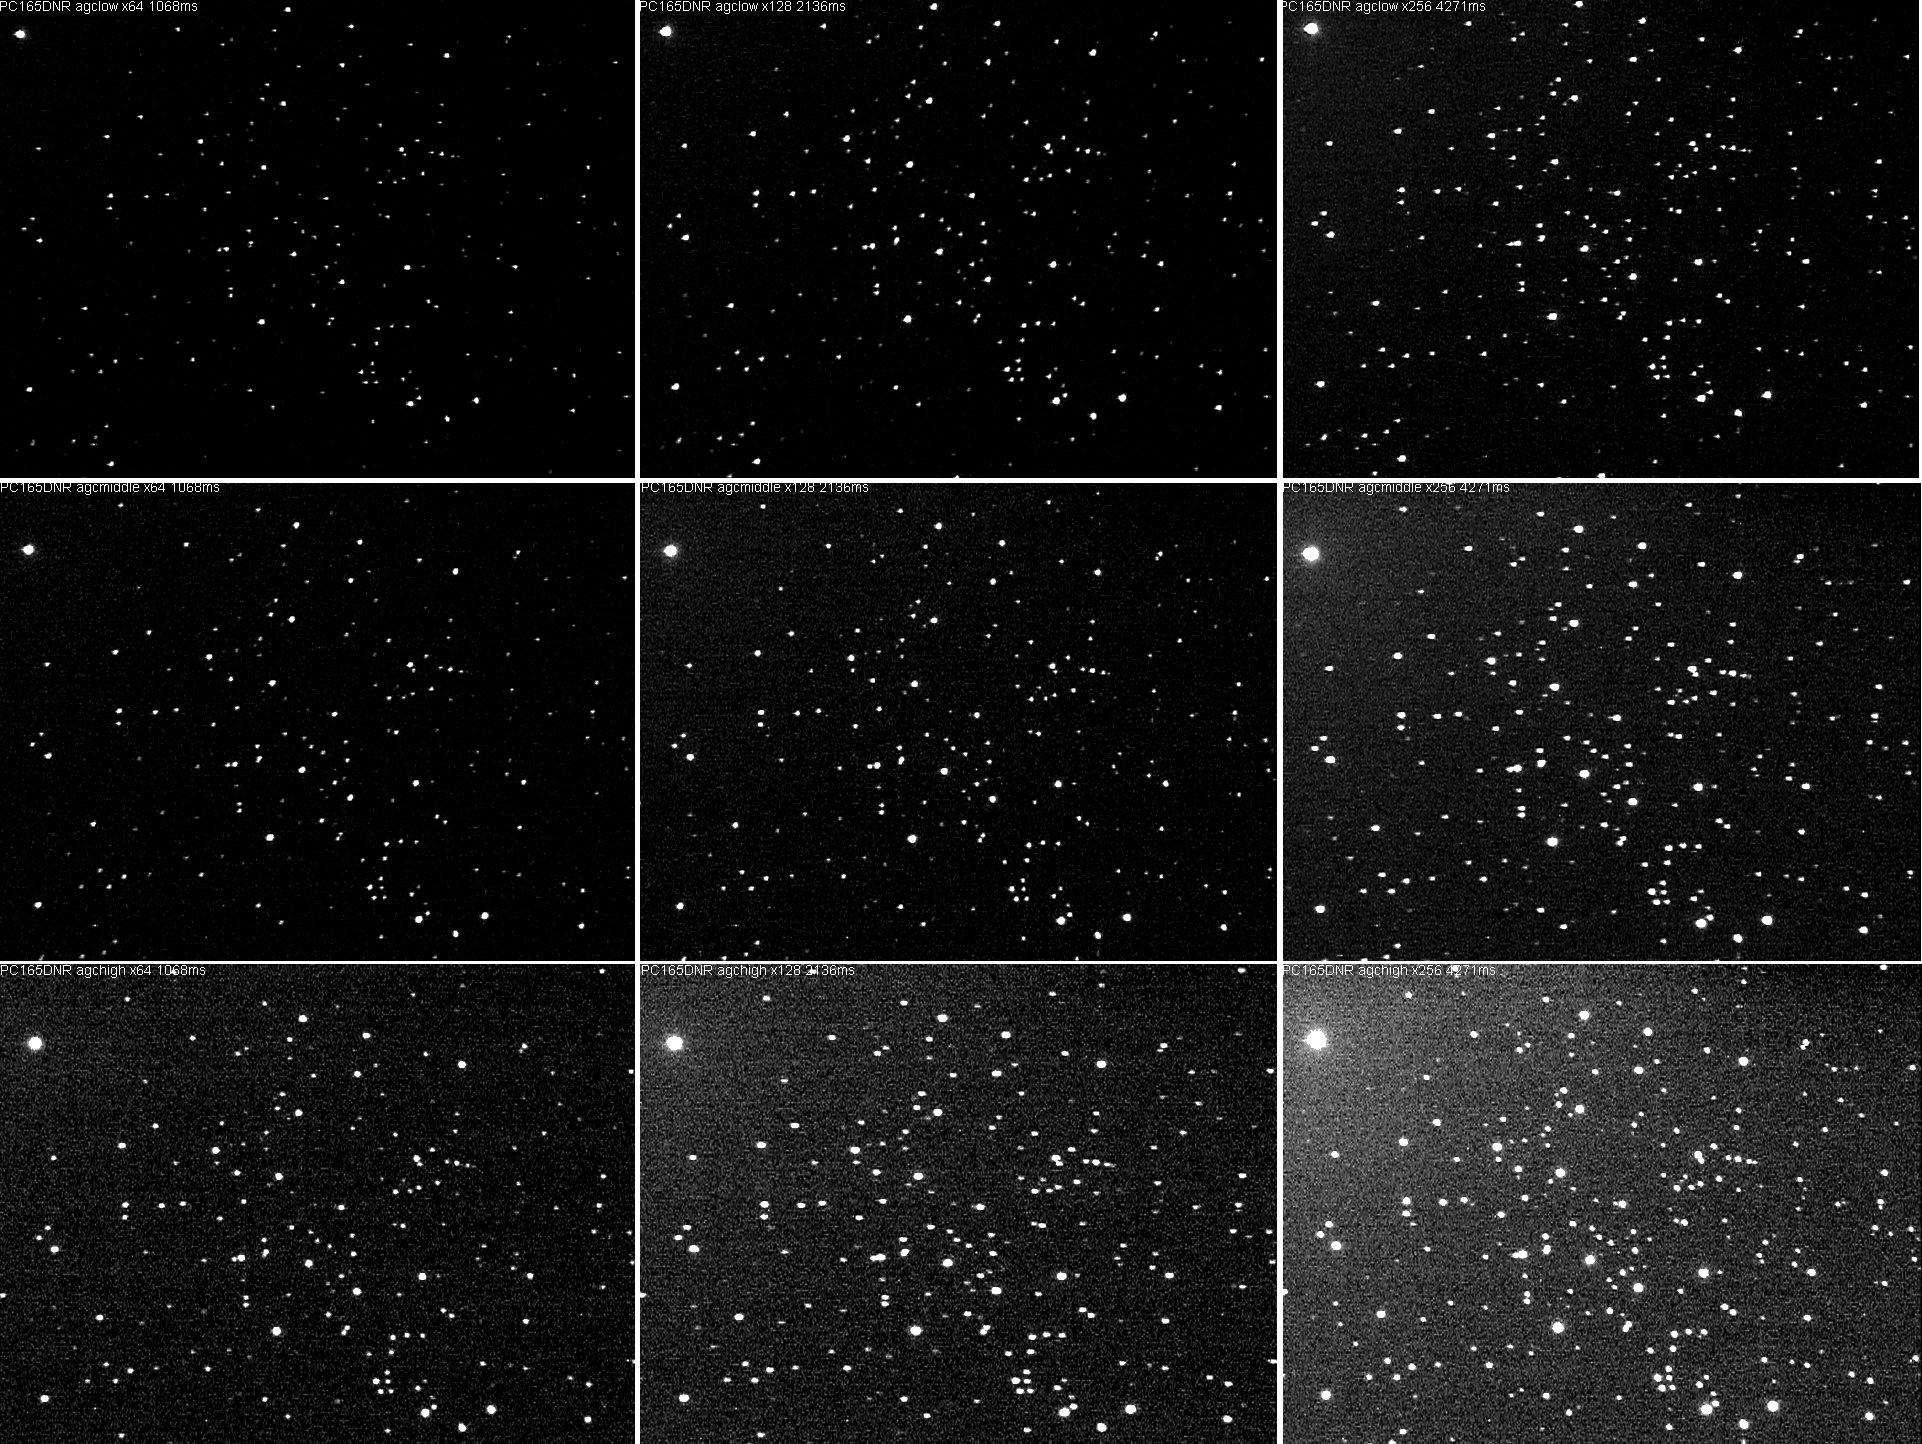 PC165DNR agclow x64 1068ms
PC165DNR agclow x128 2136ms
PC165DNR agclow x256 4271ms
PC165DNR agcmiddle x64 1068ms
PC165DNR agcmiddle x128 2136ms
PC165DNR agcmiddle x256 4271ms
PC165DNR agchigh x64 1068ms
PC165DNR agchigh x128 2136ms
PC165DNR agchigh x256 4271ms